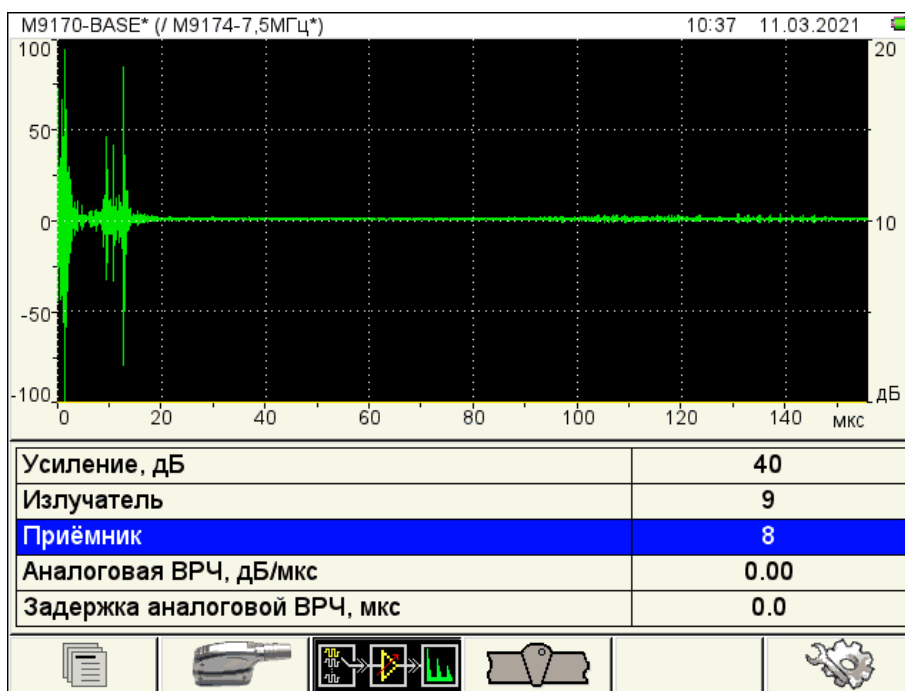 M9170-BASE* (/ M9174-7,5МГц*) 10:37 11.03.2021
100 20
50
0 10
-50
-100 дБ
0 20 40 60 80 100 120 140 мкс
Усиление, дБ 40
Излучатель 9
Приёмник 8
Аналоговая ВРЧ, дБ/мкс 0.00
Задержка аналоговой ВРЧ, мкс 0.0